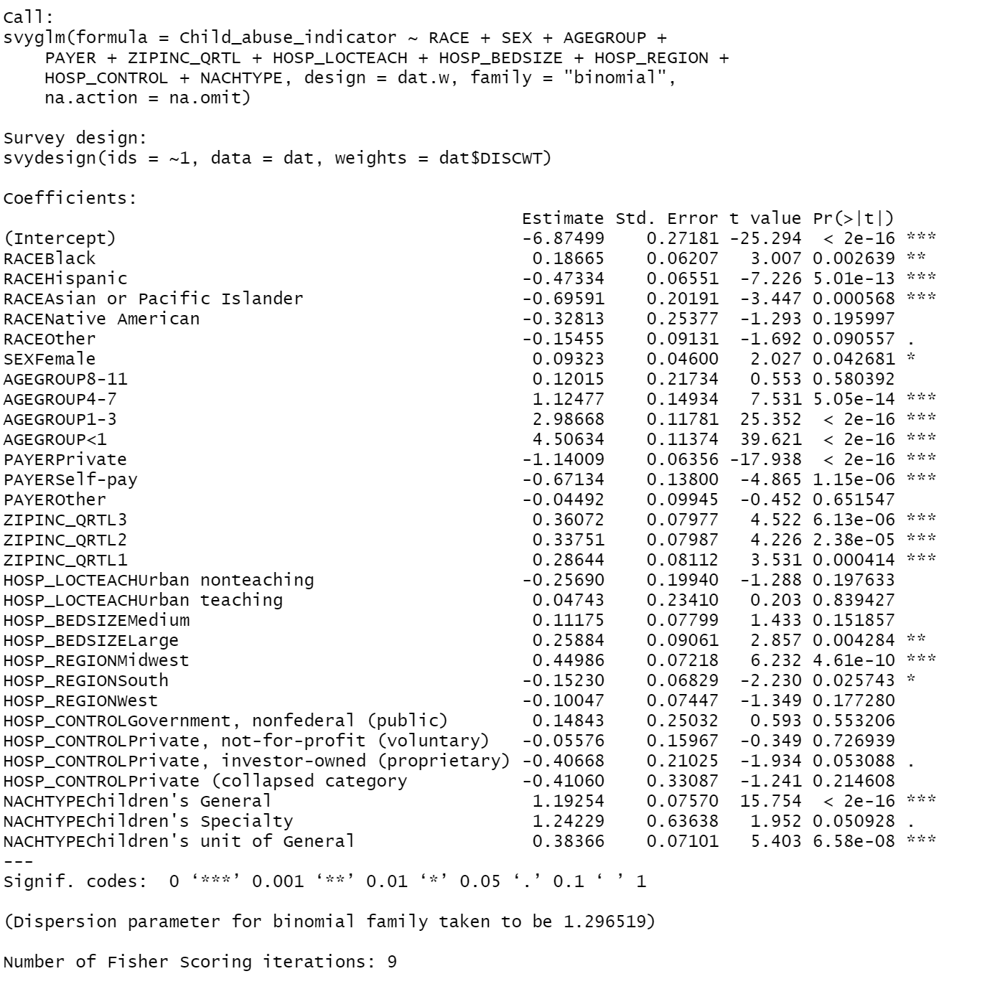 Call:
svyglm(formula = Child_abuse_indicator ~ RACE + SEX + AGEGROUP +
    PAYER + ZIPINC_QRTL + HOSP_LOCTEACH + HOSP_BEDSIZE + HOSP_REGION +
    HOSP_CONTROL + NACHTYPE, design = dat.w, family = "binomial",
    na.action = na.omit)

Survey design:
svydesign(ids = ~1, data = dat, weights = dat$DISCWT)

Coefficients:
                                                  Estimate Std. Error t value Pr(>|t|)
(Intercept)                                       -6.87499    0.27181 -25.294  < 2e-16 ***
RACEBlack                                          0.18665    0.06207   3.007 0.002639 **
RACEHispanic                                      -0.47334    0.06551  -7.226 5.01e-13 ***
RACEAsian or Pacific Islander                     -0.69591    0.20191  -3.447 0.000568 ***
RACENative American                               -0.32813    0.25377  -1.293 0.195997
RACEOther                                         -0.15455    0.09131  -1.692 0.090557 .
SEXFemale                                          0.09323    0.04600   2.027 0.042681 *
AGEGROUP8-11                                       0.12015    0.21734   0.553 0.580392
AGEGROUP4-7                                        1.12477    0.14934   7.531 5.05e-14 ***
AGEGROUP1-3                                        2.98668    0.11781  25.352  < 2e-16 ***
AGEGROUP<1                                         4.50634    0.11374  39.621  < 2e-16 ***
PAYERPrivate                                      -1.14009    0.06356 -17.938  < 2e-16 ***
PAYERSelf-pay                                     -0.67134    0.13800  -4.865 1.15e-06 ***
PAYEROther                                        -0.04492    0.09945  -0.452 0.651547
ZIPINC_QRTL3                                       0.36072    0.07977   4.522 6.13e-06 ***
ZIPINC_QRTL2                                       0.33751    0.07987   4.226 2.38e-05 ***
ZIPINC_QRTL1                                       0.28644    0.08112   3.531 0.000414 ***
HOSP_LOCTEACHUrban nonteaching                    -0.25690    0.19940  -1.288 0.197633
HOSP_LOCTEACHUrban teaching                        0.04743    0.23410   0.203 0.839427
HOSP_BEDSIZEMedium                                 0.11175    0.07799   1.433 0.151857
HOSP_BEDSIZELarge                                  0.25884    0.09061   2.857 0.004284 **
HOSP_REGIONMidwest                                 0.44986    0.07218   6.232 4.61e-10 ***
HOSP_REGIONSouth                                  -0.15230    0.06829  -2.230 0.025743 *
HOSP_REGIONWest                                   -0.10047    0.07447  -1.349 0.177280
HOSP_CONTROLGovernment, nonfederal (public)        0.14843    0.25032   0.593 0.553206
HOSP_CONTROLPrivate, not-for-profit (voluntary)   -0.05576    0.15967  -0.349 0.726939
HOSP_CONTROLPrivate, investor-owned (proprietary) -0.40668    0.21025  -1.934 0.053088 .
HOSP_CONTROLPrivate (collapsed category           -0.41060    0.33087  -1.241 0.214608
NACHTYPEChildren's General                         1.19254    0.07570  15.754  < 2e-16 ***
NACHTYPEChildren's Specialty                       1.24229    0.63638   1.952 0.050928 .
NACHTYPEChildren's unit of General                 0.38366    0.07101   5.403 6.58e-08 ***
---
Signif. codes:  0 ‘***’ 0.001 ‘**’ 0.01 ‘*’ 0.05 ‘.’ 0.1 ‘ ’ 1

(Dispersion parameter for binomial family taken to be 1.296519)

Number of Fisher Scoring iterations: 9